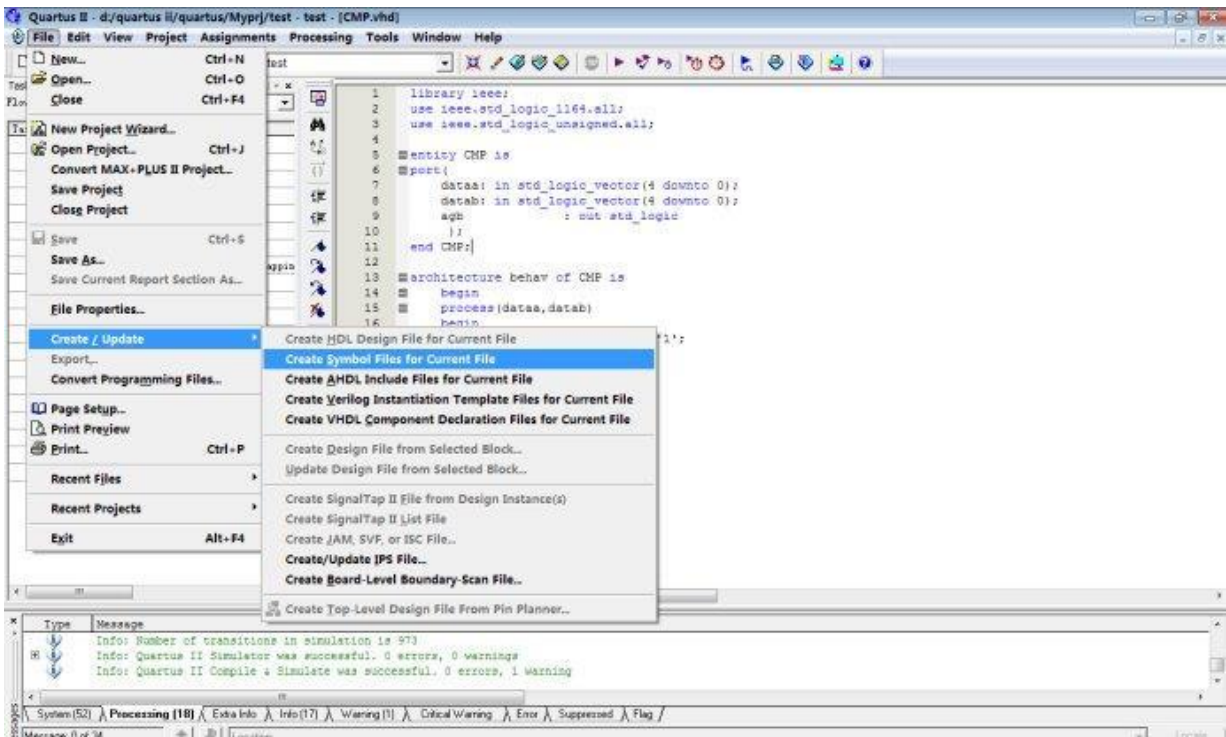 Quartus II - d:/quartus ii/quartus/Myprj/test - test - [CMP.vhd]
File Edit View Project Assignments Processing Tools Window Help
New... Ctrl+N
Open... Ctrl+O
Close Ctrl+F4
New Project Wizard...
Open Project... Ctrl+J
Convert MAX+PLUS II Project...
Save Project
Close Project
Save Ctrl+S
Save As...
Save Current Report Section As...
File Properties...
Create / Update
Export...
Convert Programming Files...
Page Setup...
Print Preview
Print... Ctrl+P
Recent Files
Recent Projects
Exit Alt+F4
test
1 library ieee;
2 use ieee.std_logic_1164.all;
3 use ieee.std_logic_unsigned.all;
4
5 entity CMP is
6 port(
7 dataa: in std_logic_vector(4 downto 0);
8 datab: in std_logic_vector(4 downto 0);
9 agb : out std_logic
10 );
11 end CMP;
12
13 architecture behav of CMP is
14 begin
15 process(dataa,datab)
16 begin
'1';
Create HDL Design File for Current File
Create Symbol Files for Current File
Create AHDL Include Files for Current File
Create Verilog Instantiation Template Files for Current File
Create VHDL Component Declaration Files for Current File
Create Design File from Selected Block...
Update Design File from Selected Block...
Create SignalTap II File from Design Instance(s)
Create SignalTap II List File
Create JAM, SVF, or ISC File...
Create/Update IPS File...
Create Board-Level Boundary-Scan File...
Create Top-Level Design File From Pin Planner...
Type Message
Info: Number of transitions in simulation is 973
Info: Quartus II Simulator was successful. 0 errors, 0 warnings
Info: Quartus II Compile & Simulate was successful. 0 errors, 1 warning
System (52) Processing (18) Extra Info Info (17) Warning (1) Critical Warning Error Suppressed Flag
Message: 0 of 34 Location: Locate